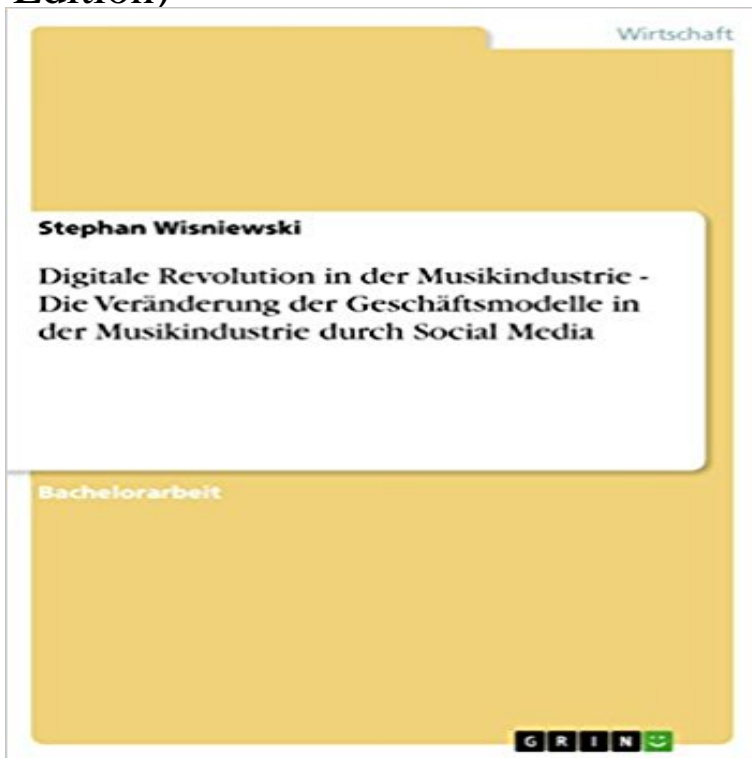 Edition)
Wirtschaft
Stephan Wisniewski
Digitale Revolution in der Musikindustrie -
Die Veränderung der Geschäftsmodelle in
der Musikindustrie durch Social Media
Bachelorarbeit
GRIN